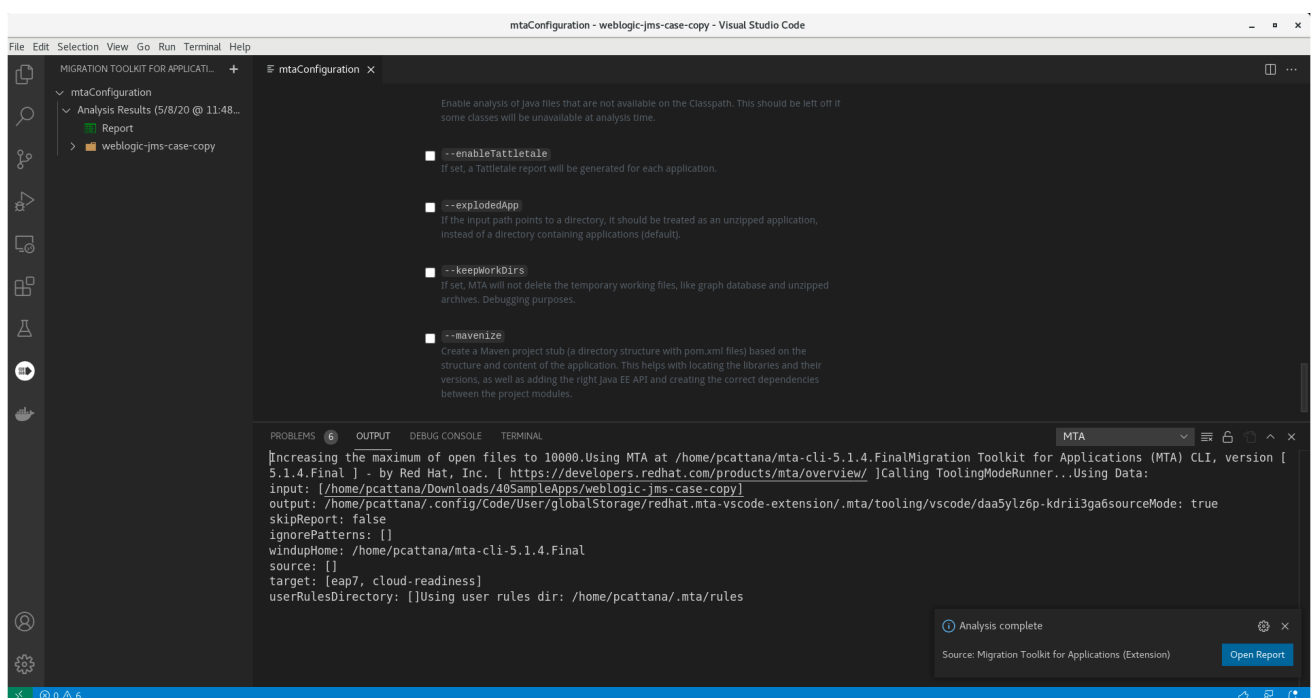 mtaConfiguration - weblogic-jms-case-copy - Visual Studio Code
File Edit Selection View Go Run Terminal Help
MIGRATION TOOLKIT FOR APPLICATI...
mtaConfiguration
Analysis Results (5/8/20 @ 11:48...
Report
weblogic-jms-case-copy
mtaConfiguration
Enable analysis of Java files that are not available on the Classpath. This should be left off if
some classes will be unavailable at analysis time.
--enableTattletale
If set, a Tattletale report will be generated for each application.
--explodedApp
If the input path points to a directory, it should be treated as an unzipped application,
instead of a directory containing applications (default).
--keepWorkDirs
If set, MTA will not delete the temporary working files, like graph database and unzipped
archives. Debugging purposes.
--mavenize
Create a Maven project stub (a directory structure with pom.xml files) based on the
structure and content of the application. This helps with locating the libraries and their
versions, as well as adding the right Java EE API and creating the correct dependencies
between the project modules.
PROBLEMS 6 OUTPUT DEBUG CONSOLE TERMINAL MTA
Increasing the maximum of open files to 10000.Using MTA at /home/pcattana/mta-cli-5.1.4.FinalMigration Toolkit for Applications (MTA) CLI, version [
5.1.4.Final ] - by Red Hat, Inc. [ https://developers.redhat.com/products/mta/overview/ ]Calling ToolingModeRunner...Using Data:
input: [/home/pcattana/Downloads/40SampleApps/weblogic-jms-case-copy]
output: /home/pcattana/.config/Code/User/globalStorage/redhat.mta-vscode-extension/.mta/tooling/vscode/daa5ylz6p-kdrii3ga6sourceMode: true
skipReport: false
ignorePatterns: []
windupHome: /home/pcattana/mta-cli-5.1.4.Final
source: []
target: [eap7, cloud-readiness]
userRulesDirectory: []Using user rules dir: /home/pcattana/.mta/rules
Analysis complete
Source: Migration Toolkit for Applications (Extension)
Open Report
0 6